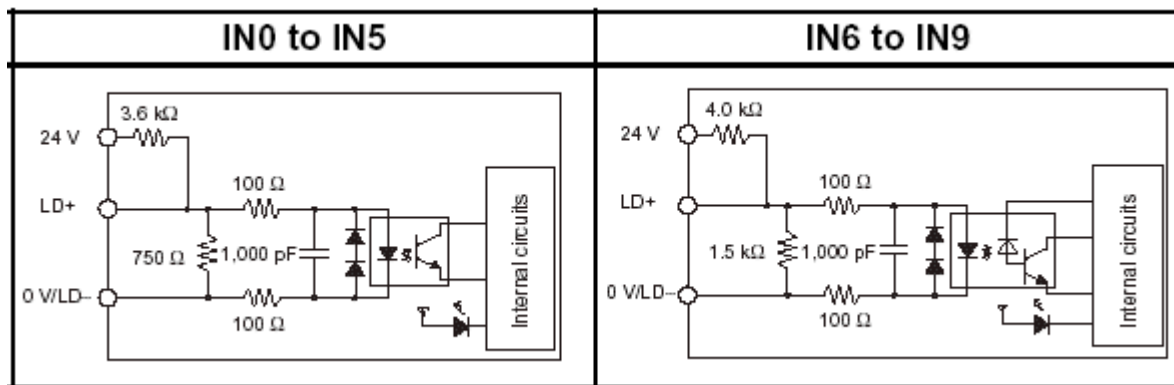 IN0 to IN5
IN6 to IN9
3.6 kΩ
24 V
100 Ω
LD+
750 Ω
1,000 pF
0 V/LD–
100 Ω
Internal circuits
4.0 kΩ
24 V
100 Ω
LD+
1.5 kΩ
1,000 pF
0 V/LD–
100 Ω
Internal circuits